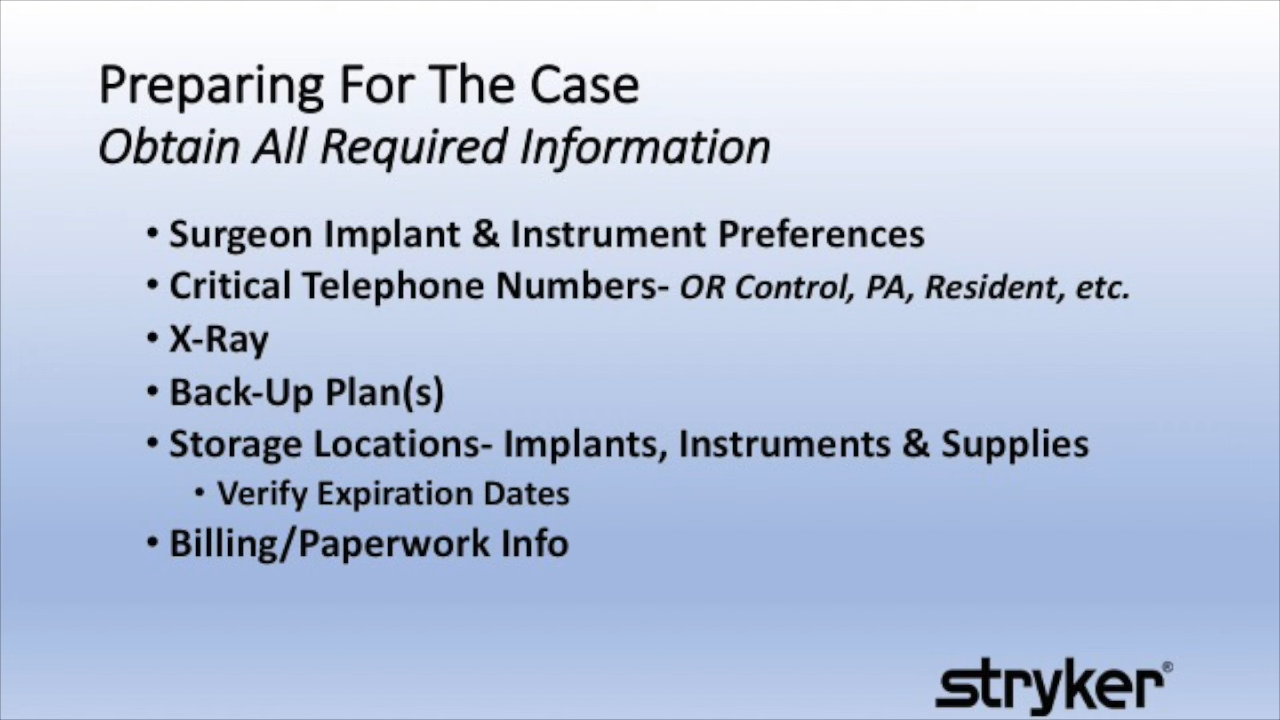 Preparing For The Case
Obtain All Required Information
• Surgeon Implant & Instrument Preferences
• Critical Telephone Numbers- OR Control, PA, Resident, etc.
• X-Ray
• Back-Up Plan(s)
• Storage Locations- Implants, Instruments & Supplies
• Verify Expiration Dates
• Billing/Paperwork Info
stryker®